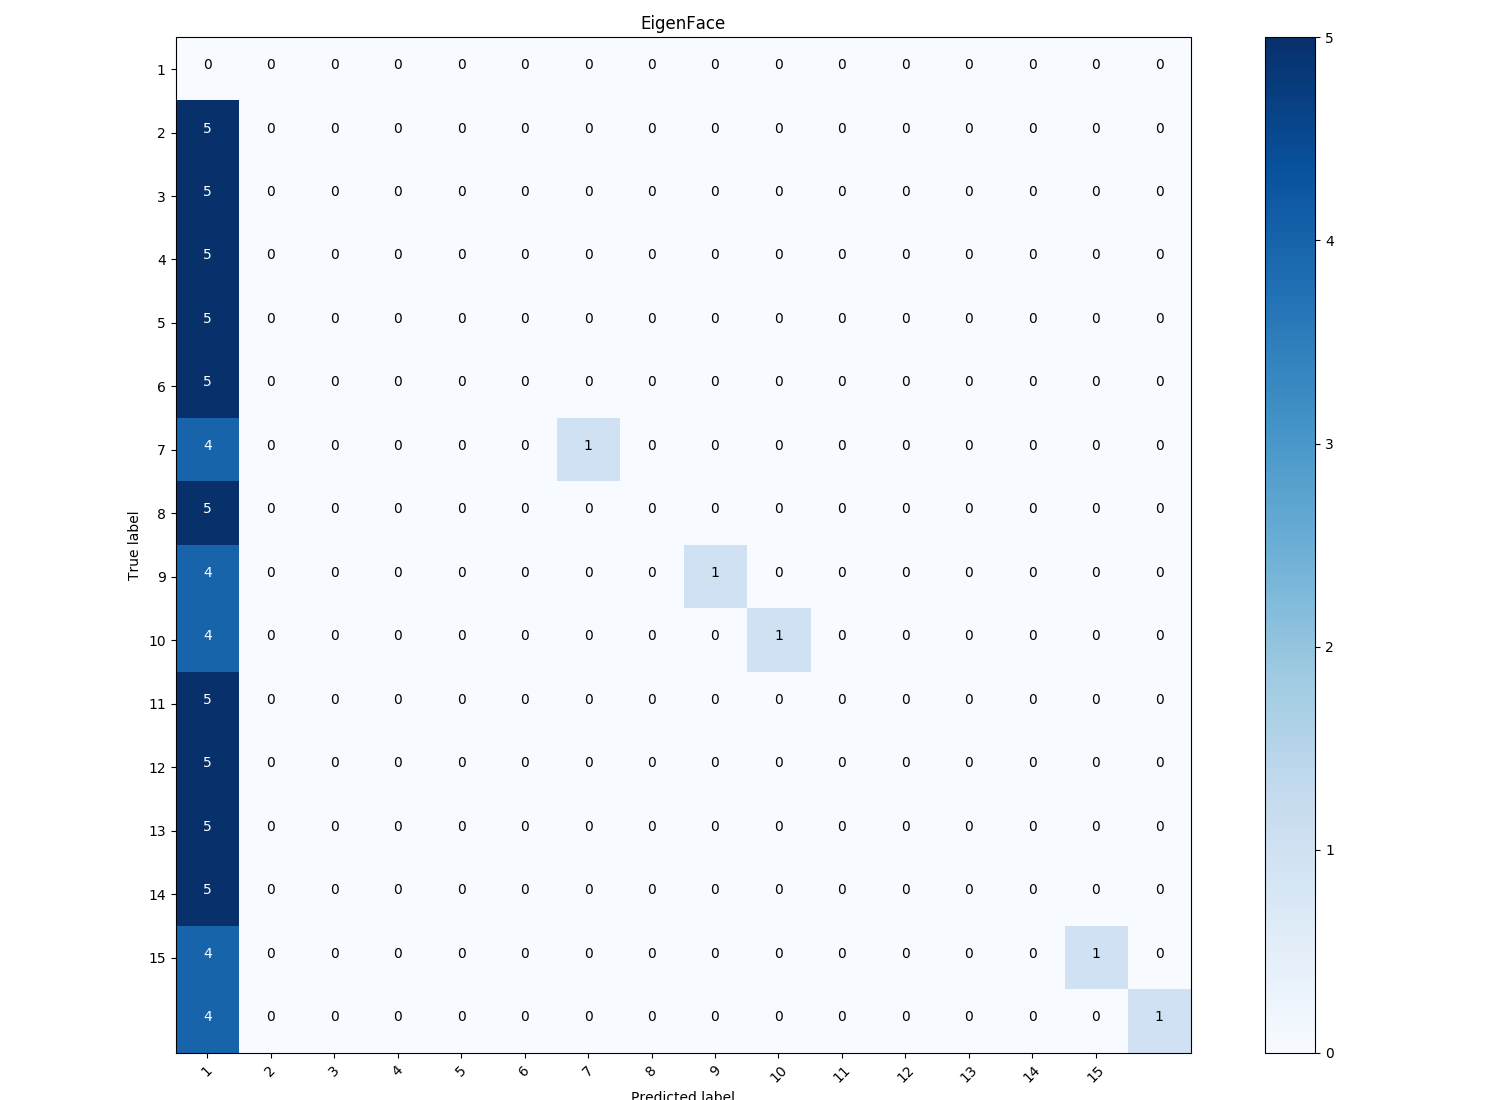 EigenFace
1 0 0 0 0 0 0 0 0 0 0 0 0 0 0 0 0
2 5 0 0 0 0 0 0 0 0 0 0 0 0 0 0 0
3 5 0 0 0 0 0 0 0 0 0 0 0 0 0 0 0
4 5 0 0 0 0 0 0 0 0 0 0 0 0 0 0 0
5 5 0 0 0 0 0 0 0 0 0 0 0 0 0 0 0
6 5 0 0 0 0 0 0 0 0 0 0 0 0 0 0 0
7 4 0 0 0 0 0 1 0 0 0 0 0 0 0 0 0
8 5 0 0 0 0 0 0 0 0 0 0 0 0 0 0 0
9 4 0 0 0 0 0 0 0 1 0 0 0 0 0 0 0
10 4 0 0 0 0 0 0 0 0 1 0 0 0 0 0 0
11 5 0 0 0 0 0 0 0 0 0 0 0 0 0 0 0
12 5 0 0 0 0 0 0 0 0 0 0 0 0 0 0 0
13 5 0 0 0 0 0 0 0 0 0 0 0 0 0 0 0
14 5 0 0 0 0 0 0 0 0 0 0 0 0 0 0 0
15 4 0 0 0 0 0 0 0 0 0 0 0 0 0 1 0
4 0 0 0 0 0 0 0 0 0 0 0 0 0 0 1
1 2 3 4 5 6 7 8 9 10 11 12 13 14 15
True label
Predicted label
5
4
3
2
1
0